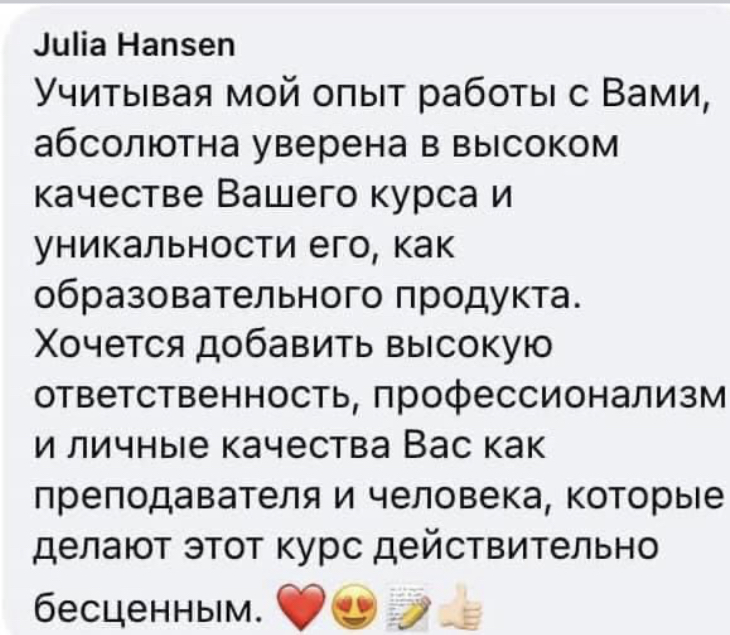 Julia Hansen
Учитывая мой опыт работы с Вами,
абсолютна уверена в высоком
качестве Вашего курса и
уникальности его, как
образовательного продукта.
Хочется добавить высокую
ответственность, профессионализм
и личные качества Вас как
преподавателя и человека, которые
делают этот курс действительно
бесценным. ❤️😍📝👍🏻